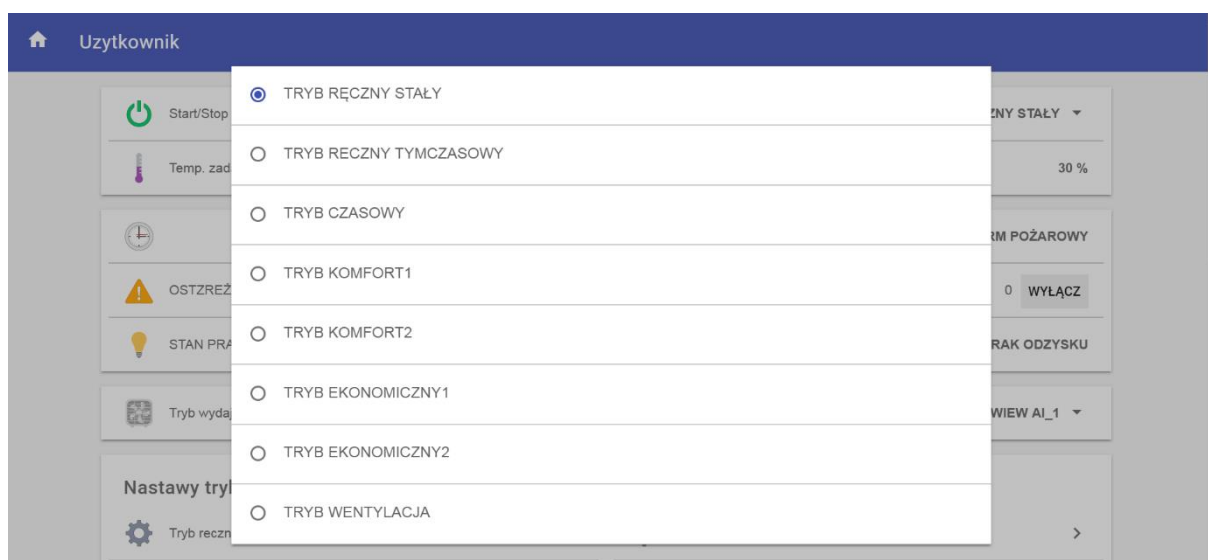 Uzytkownik
Start/Stop
TRYB RĘCZNY STAŁY
ZNY STAŁY
TRYB RECZNY TYMCZASOWY
Temp. zad
30 %
TRYB CZASOWY
RM POŻAROWY
TRYB KOMFORT1
OSTZREŻ
0 WYŁĄCZ
TRYB KOMFORT2
STAN PRA
RAK ODZYSKU
TRYB EKONOMICZNY1
Tryb wydaj
WIEW AI_1
TRYB EKONOMICZNY2
Nastawy tryb
TRYB WENTYLACJA
Tryb reczn